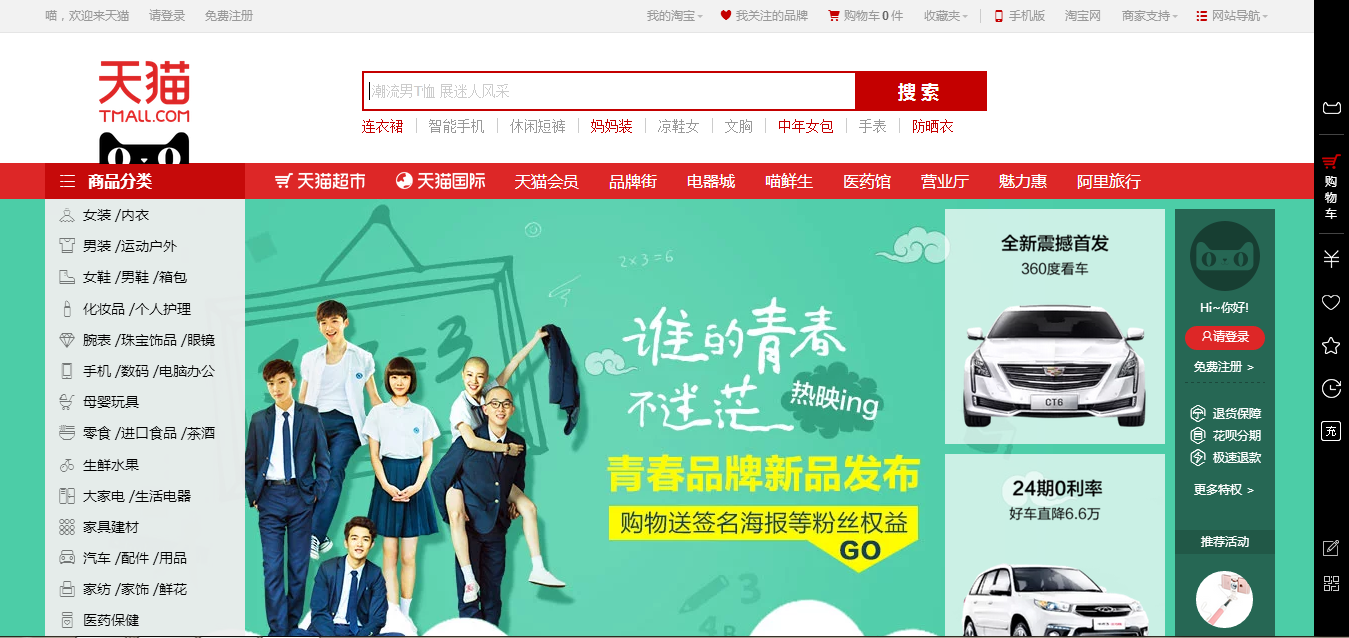 喵，欢迎来天猫 请登录 免费注册
我的淘宝 我关注的品牌 购物车0件 收藏夹 手机版 淘宝网 商家支持 网站导航
天猫
TMALL.COM
潮流男T恤 展迷人风采
搜索
连衣裙 智能手机 休闲短裤 妈妈装 凉鞋女 文胸 中年女包 手表 防晒衣
商品分类 天猫超市 天猫国际 天猫会员 品牌街 电器城 喵鲜生 医药馆 营业厅 魅力惠 阿里旅行
女装 /内衣
男装 /运动户外
女鞋 /男鞋 /箱包
化妆品 /个人护理
腕表 /珠宝饰品 /眼镜
手机 /数码 /电脑办公
母婴玩具
零食 /进口食品 /茶酒
生鲜水果
大家电 /生活电器
家具建材
汽车 /配件 /用品
家纺 /家饰 /鲜花
医药保健
2×3=6
谁的青春
不迷茫
热映ing
青春品牌新品发布
购物送签名海报等粉丝权益
GO
3
48
全新震撼首发
360度看车
CT6
24期0利率
好车直降6.6万
Hi~你好!
请登录
免费注册 >
退货保障
花呗分期
极速退款
更多特权 >
推荐活动
购物车
充